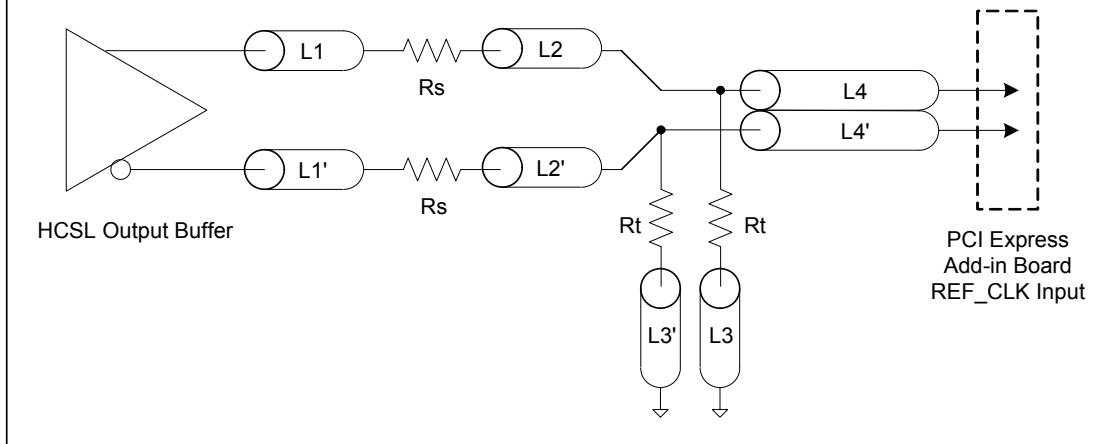 L1
Rs
L2
L4
L4'
L1'
Rs
L2'
HCSL Output Buffer
Rt
Rt
L3'
L3
PCI Express
Add-in Board
REF_CLK Input